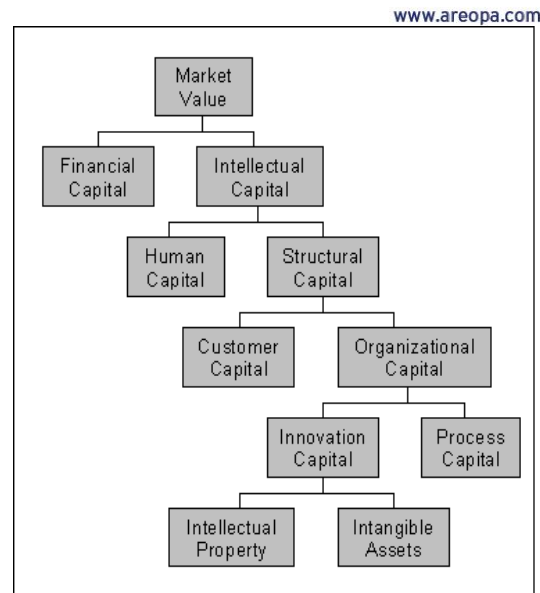 www.areopa.com
Market
Value
Financial
Capital
Intellectual
Capital
Human
Capital
Structural
Capital
Customer
Capital
Organizational
Capital
Innovation
Capital
Process
Capital
Intellectual
Property
Intangible
Assets